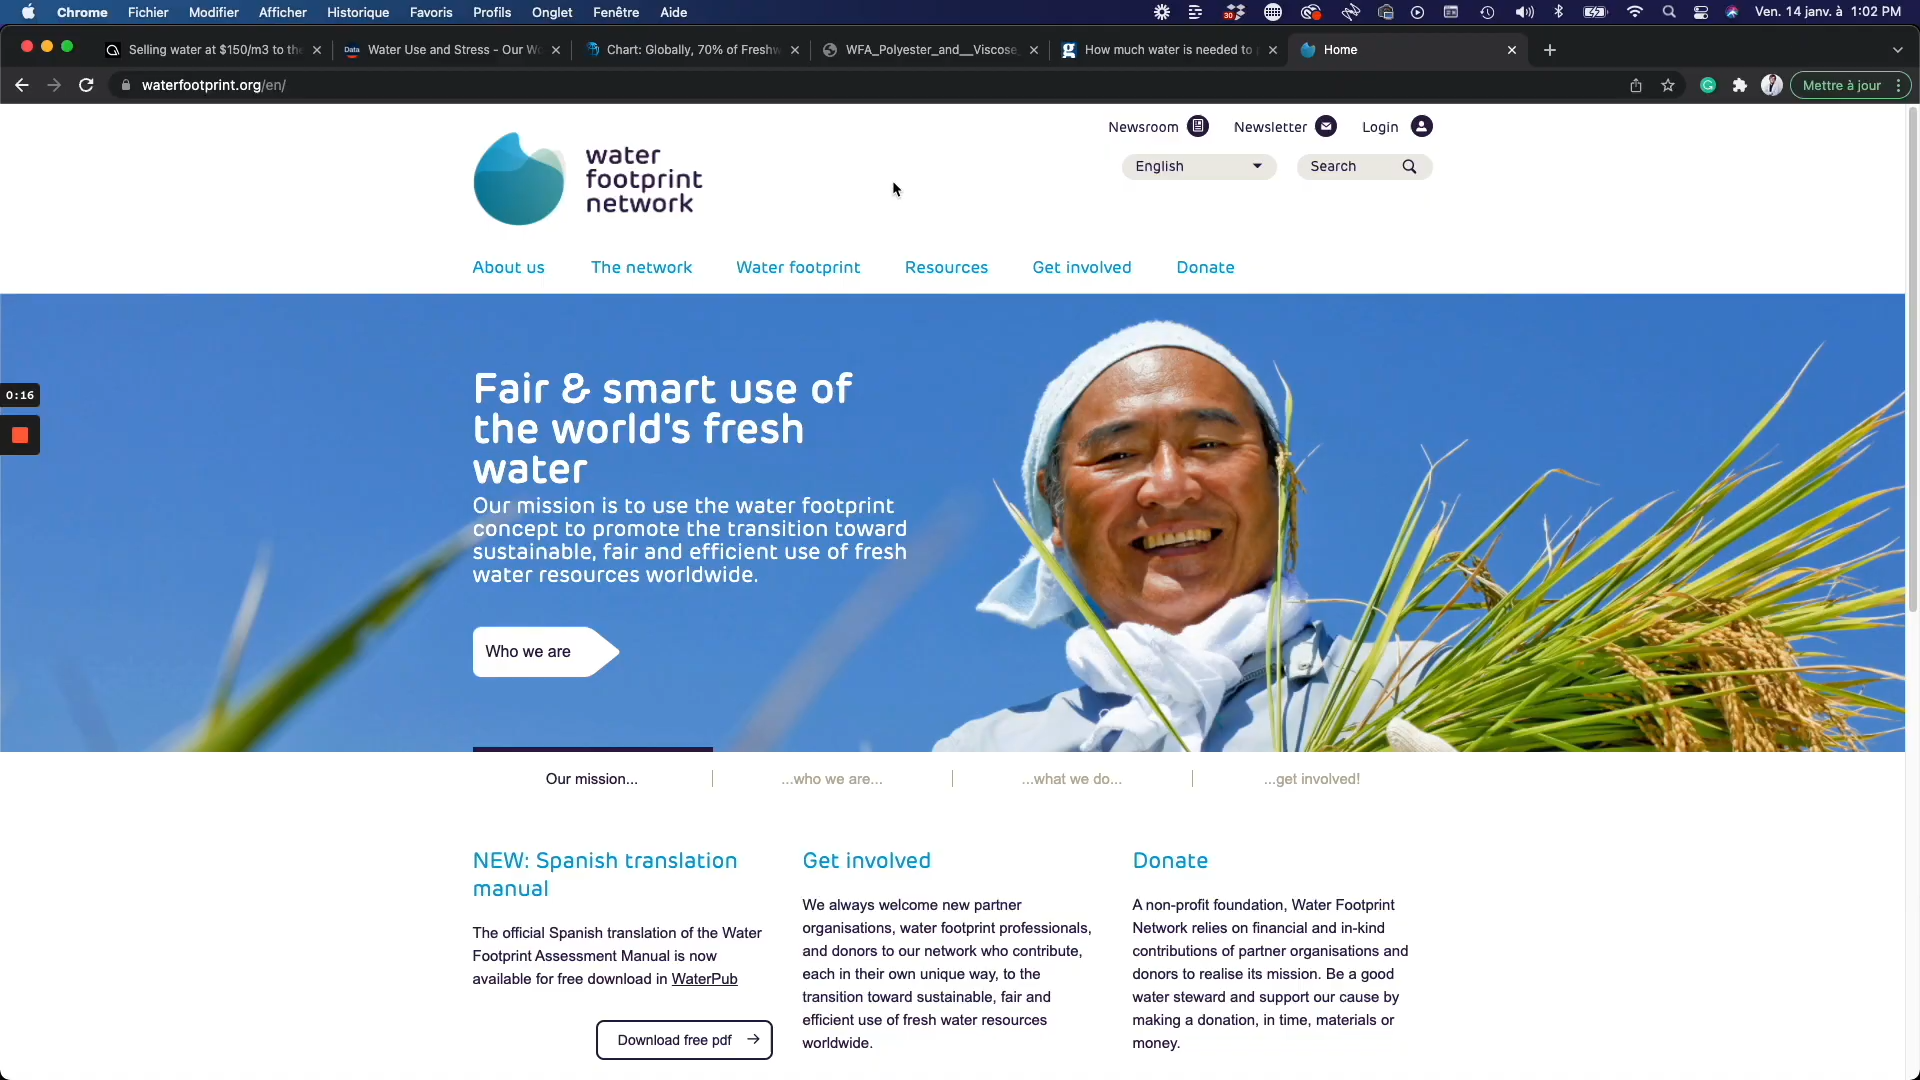 Chrome Fichier Modifier Afficher Historique Favoris Profils Onglet Fenêtre Aide
30
Ven. 14 janv. à 1:02 PM
Selling water at $150/m3 to the
Data Water Use and Stress - Our Wo
Chart: Globally, 70% of Freshw
WFA_Polyester_and__Viscose_
How much water is needed to p
Home
waterfootprint.org/en/
Mettre à jour
Newsroom
Newsletter
Login
English
Search
water
footprint
network
About us
The network
Water footprint
Resources
Get involved
Donate
0:16
Fair & smart use of
the world's fresh
water
Our mission is to use the water footprint
concept to promote the transition toward
sustainable, fair and efficient use of fresh
water resources worldwide.
Who we are
Our mission...
...who we are...
...what we do...
...get involved!
NEW: Spanish translation
manual
The official Spanish translation of the Water
Footprint Assessment Manual is now
available for free download in WaterPub
Download free pdf
Get involved
We always welcome new partner
organisations, water footprint professionals,
and donors to our network who contribute,
each in their own unique way, to the
transition toward sustainable, fair and
efficient use of fresh water resources
worldwide.
Donate
A non-profit foundation, Water Footprint
Network relies on financial and in-kind
contributions of partner organisations and
donors to realise its mission. Be a good
water steward and support our cause by
making a donation, in time, materials or
money.